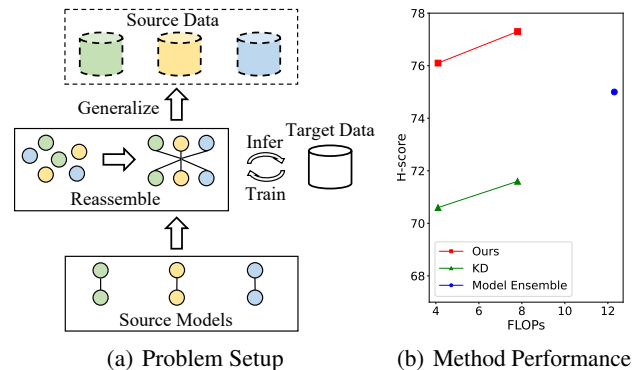 Source Data
Generalize
Reassemble
Infer
Train
Target Data
Source Models
(a) Problem Setup
78
76
74
72
70
68
H-score
4
6
8
10
12
FLOPs
Ours
KD
Model Ensemble
(b) Method Performance